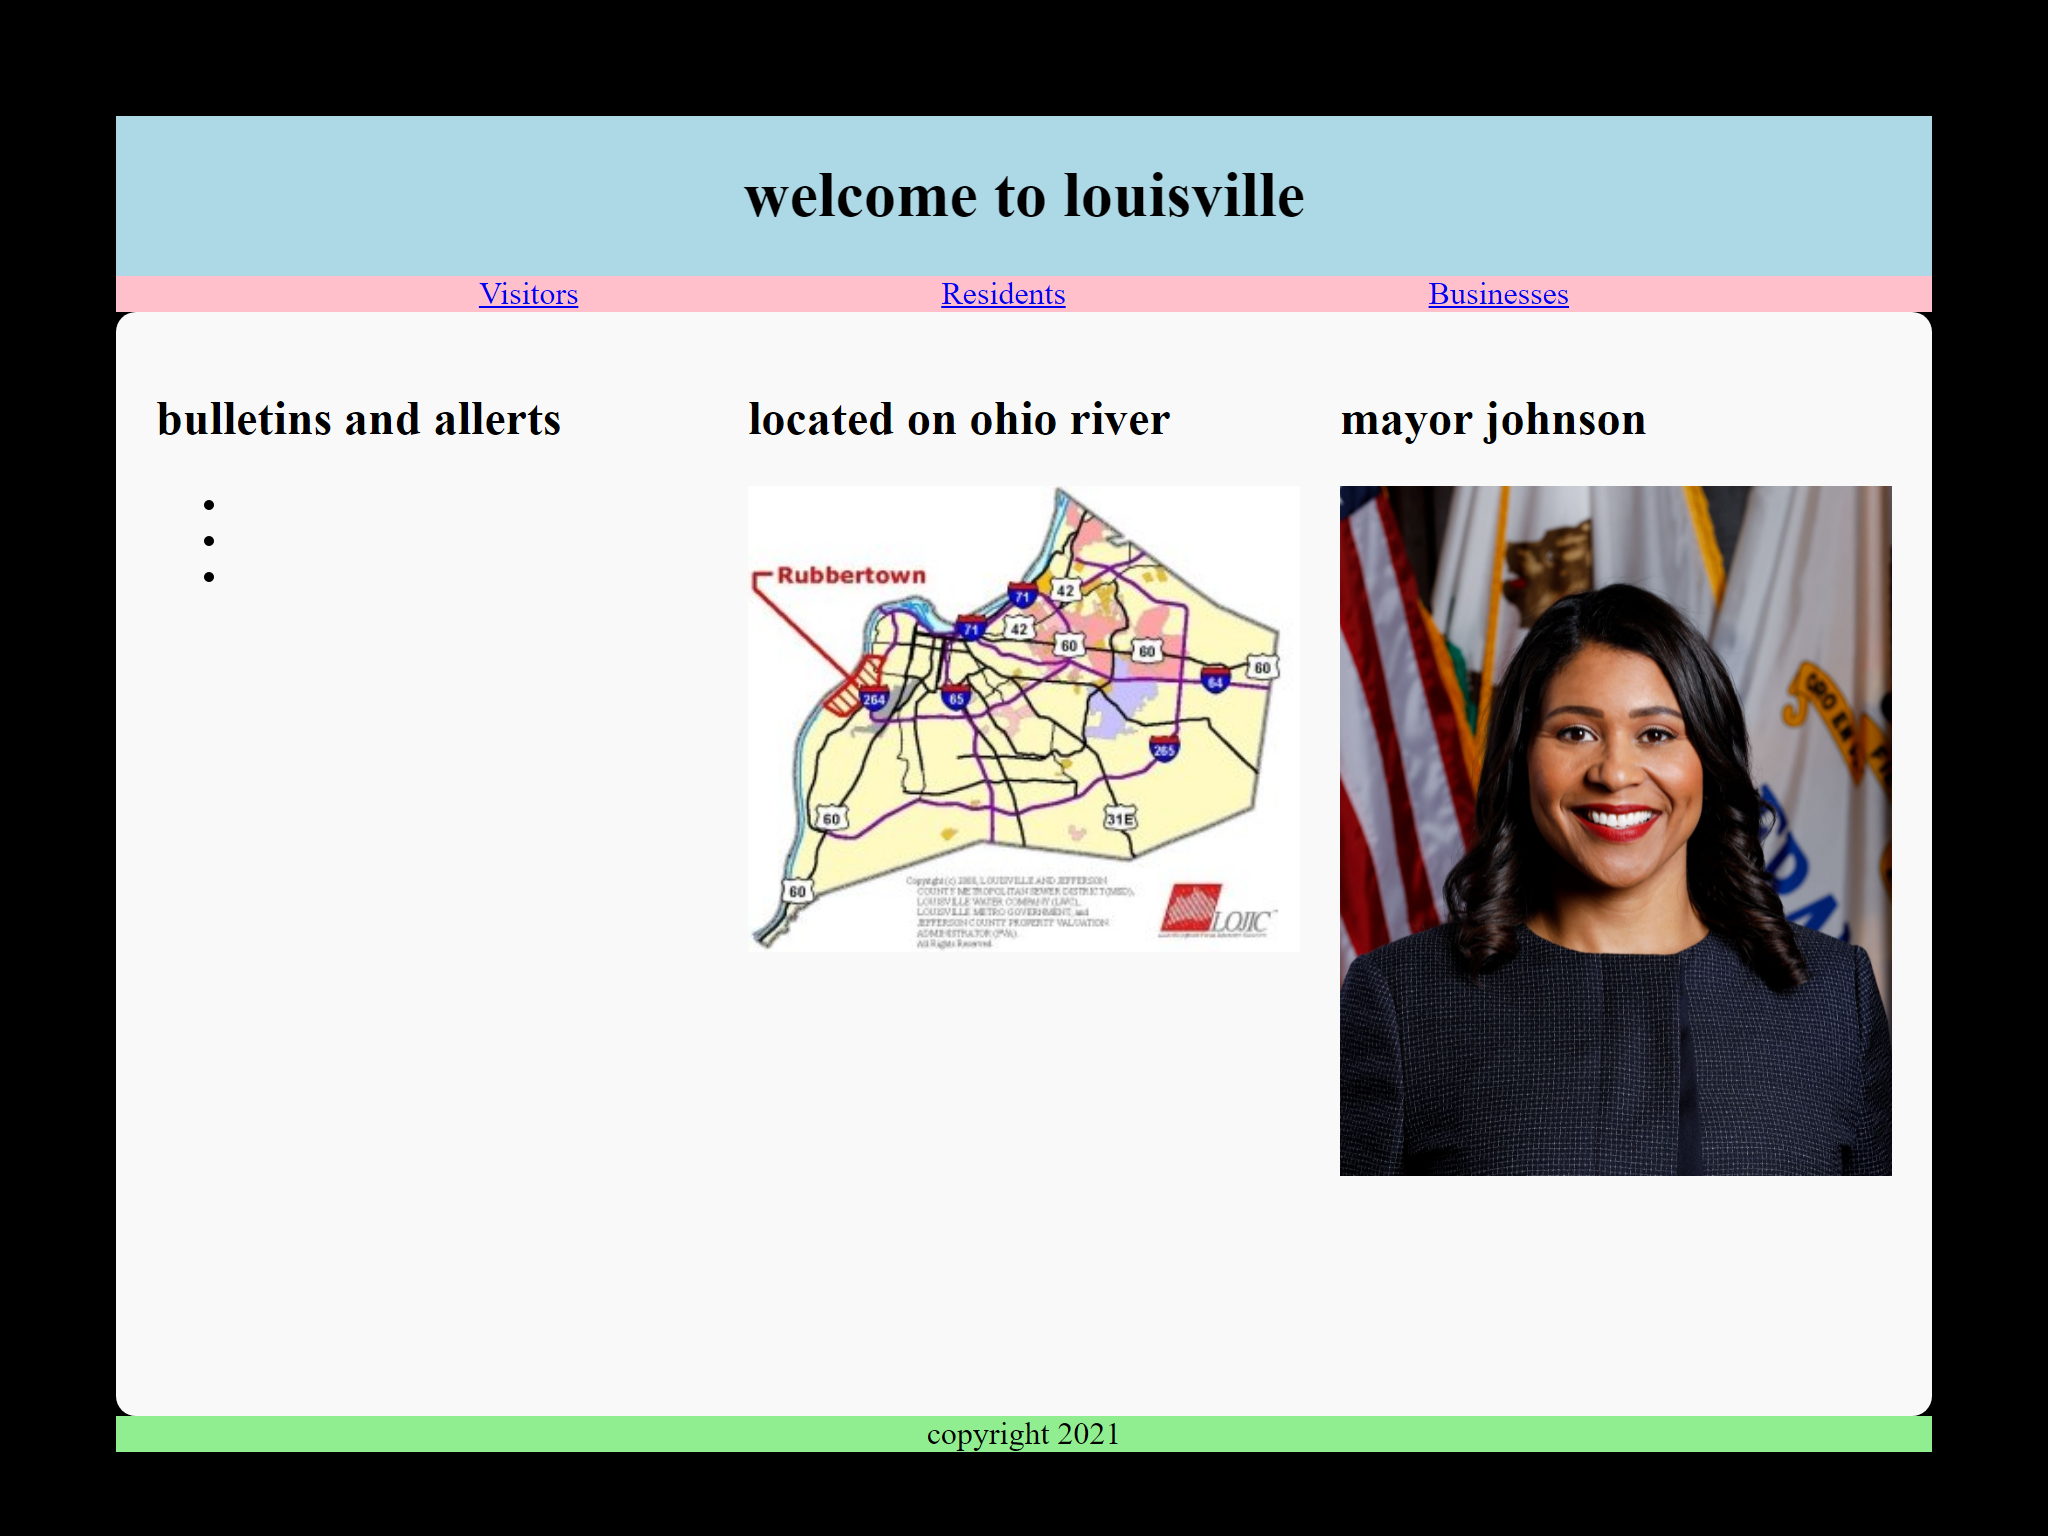 welcome to louisville
Visitors
Residents
Businesses
bulletins and allerts
located on ohio river
mayor johnson
Rubbertown
71
42
71
42
60
60
60
264
65
64
265
60
31E
60
Copyright (c) 2008, LOUISVILLE AND JEFFERSON
COUNTY METROPOLITAN SEWER DISTRICT (MSD),
LOUISVILLE WATER COMPANY (LWC),
LOUISVILLE METRO GOVERNMENT, and
JEFFERSON COUNTY PROPERTY VALUATION
ADMINISTRATOR (PVA).
All Rights Reserved.
LOJIC
ORO EN
copyright 2021